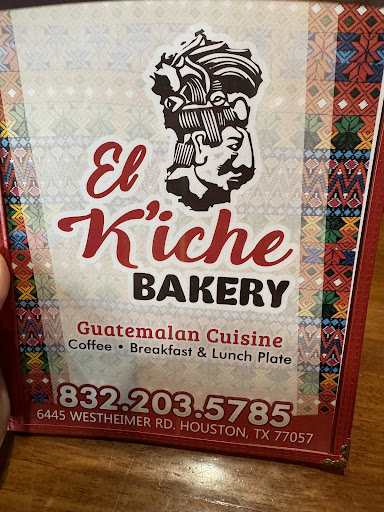 El
K'iche
BAKERY
Guatemalan Cuisine
Coffee • Breakfast & Lunch Plate
832.203.5785
6445 WESTHEIMER RD. HOUSTON, TX 77057